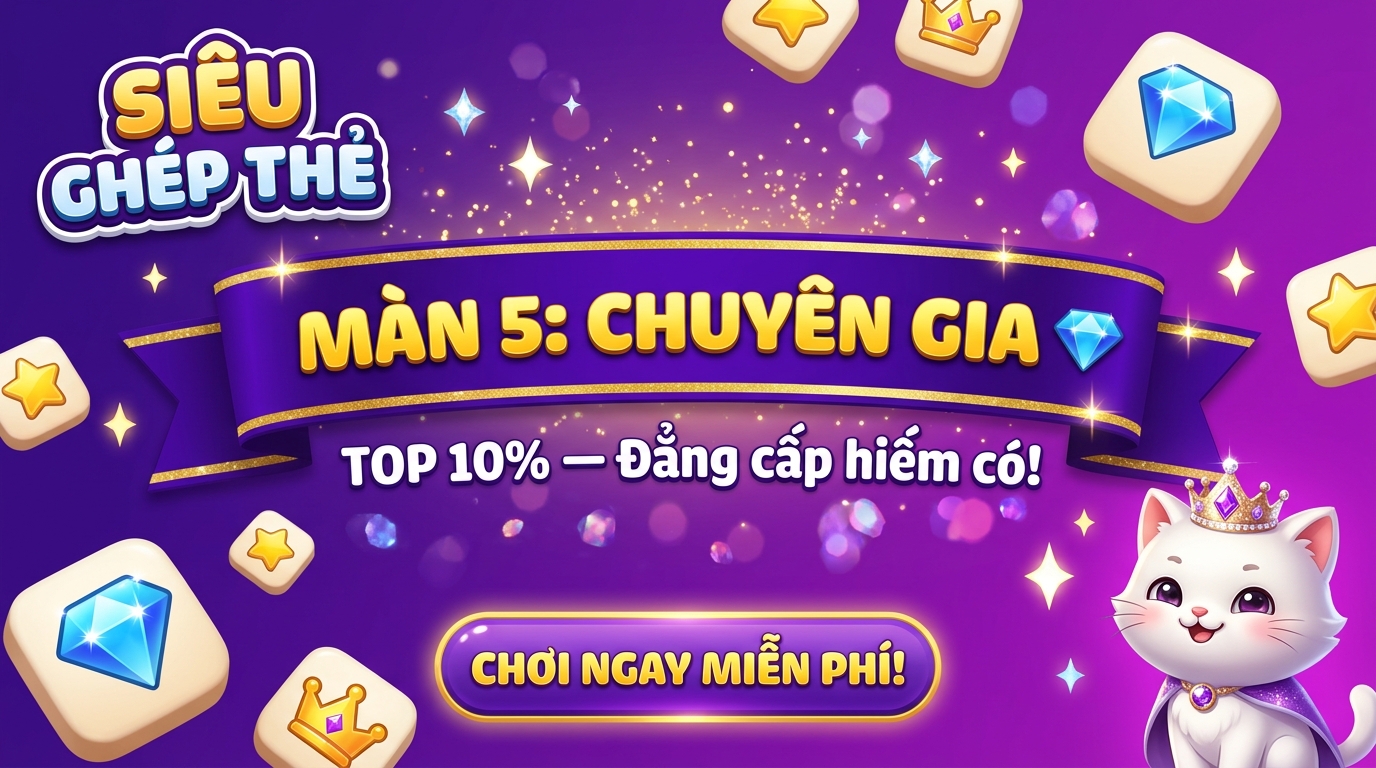 SIÊU
GHÉP THẺ
MÀN 5: CHUYÊN GIA
TOP 10% — Đẳng cấp hiếm có!
CHƠI NGAY MIỄN PHÍ!